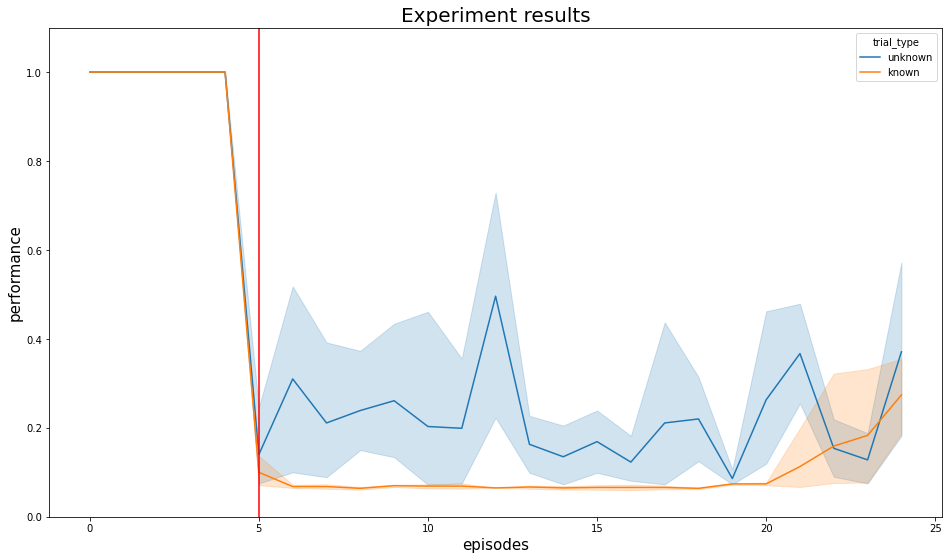 Experiment results
trial_type
unknown
known
performance
1.0
0.8
0.6
0.4
0.2
0.0
0 5 10 15 20 25
episodes